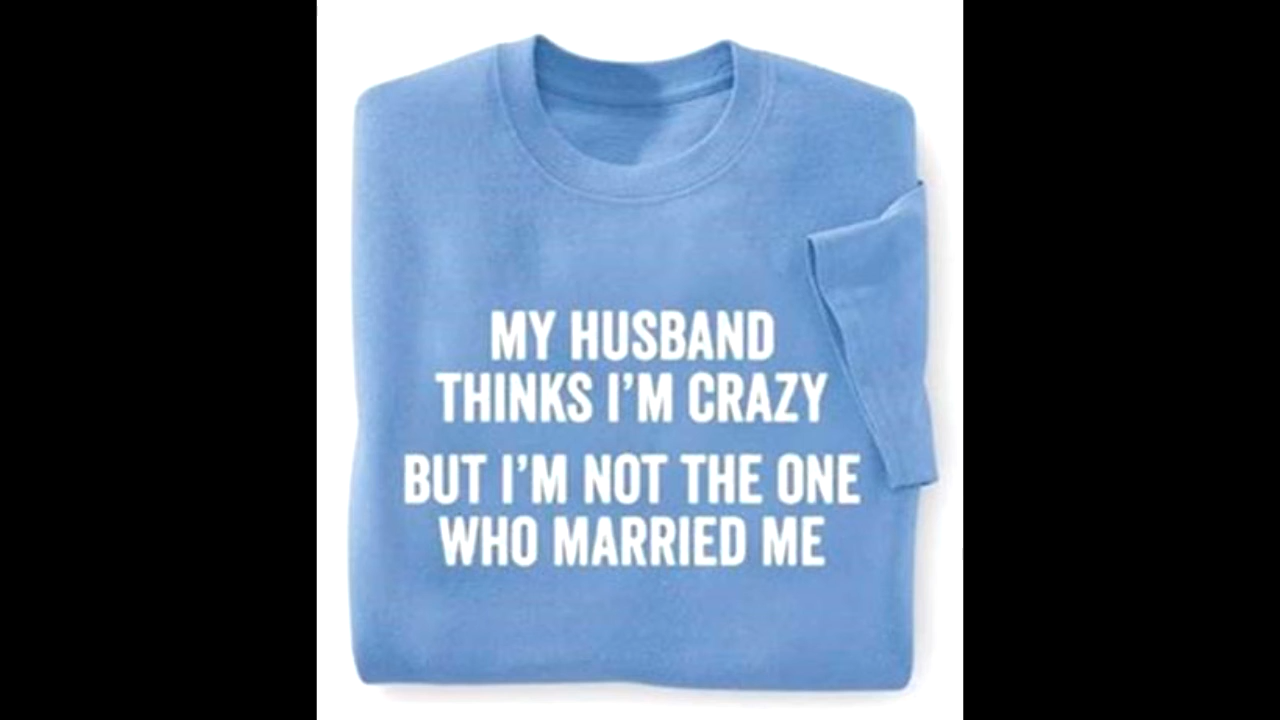 MY HUSBAND
THINKS I'M CRAZY
BUT I'M NOT THE ONE
WHO MARRIED ME